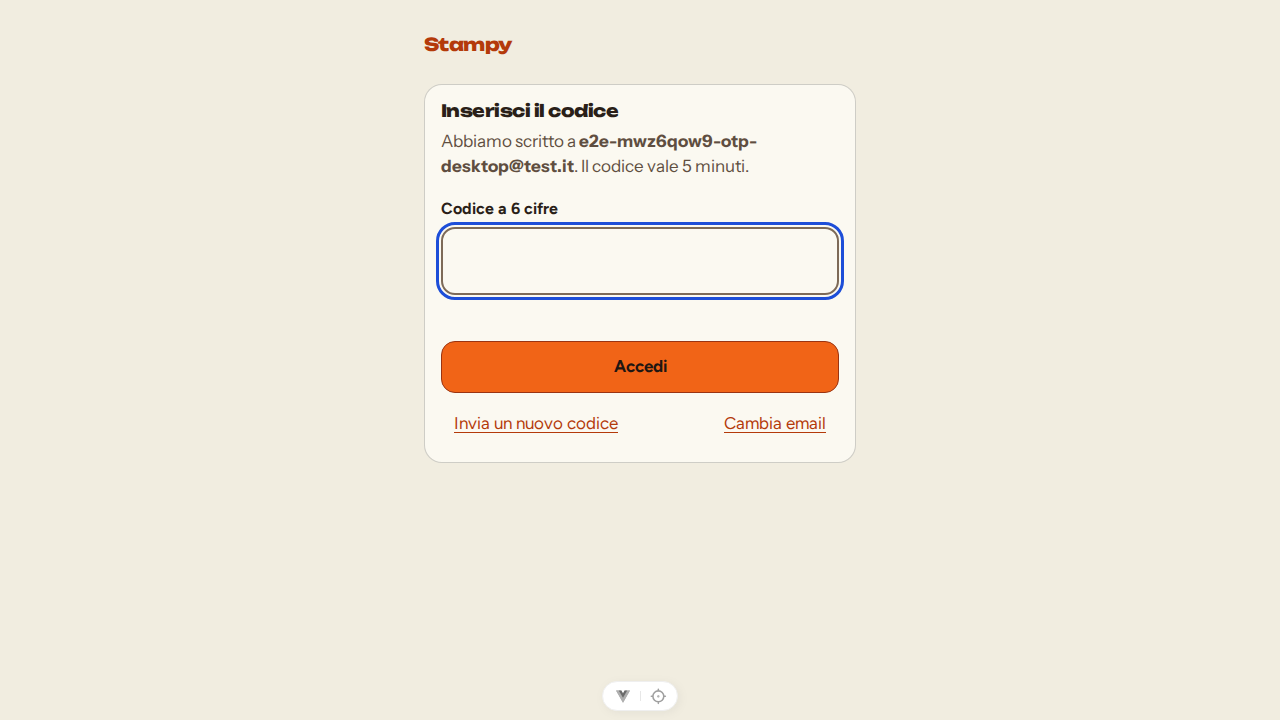 Stampy
Inserisci il codice
Abbiamo scritto a e2e-mwz6qow9-otp-
desktop@test.it. Il codice vale 5 minuti.
Codice a 6 cifre
Accedi
Invia un nuovo codice
Cambia email